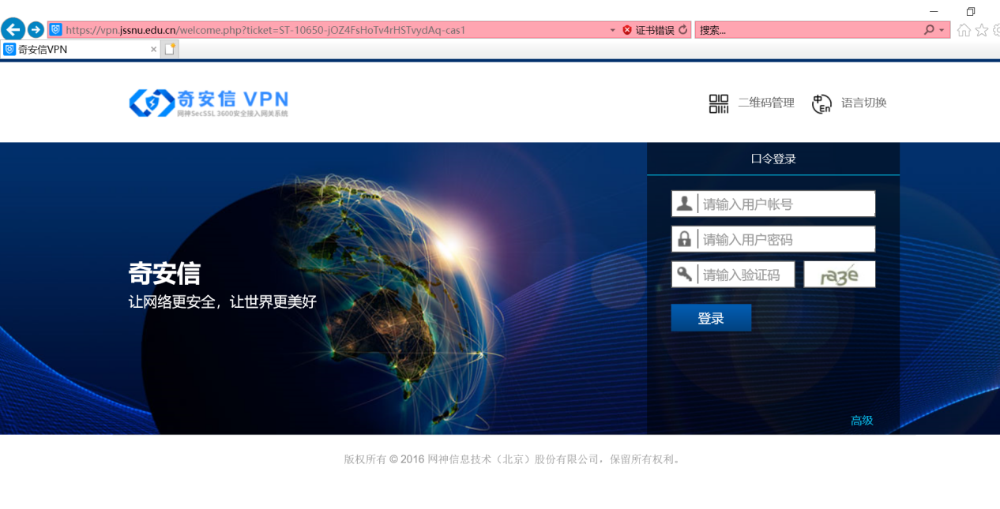 https://vpn.jssnu.edu.cn/welcome.php?ticket=ST-10650-jOZ4FsHoTv4rHSTvydAq-cas1
证书错误
搜索...
奇安信VPN
奇安信 VPN
网神SecSSL 3600安全接入网关系统
二维码管理
语言切换
口令登录
请输入用户帐号
请输入用户密码
请输入验证码
ra3e
登录
奇安信
让网络更安全，让世界更美好
高级
版权所有 © 2016 网神信息技术（北京）股份有限公司，保留所有权利。